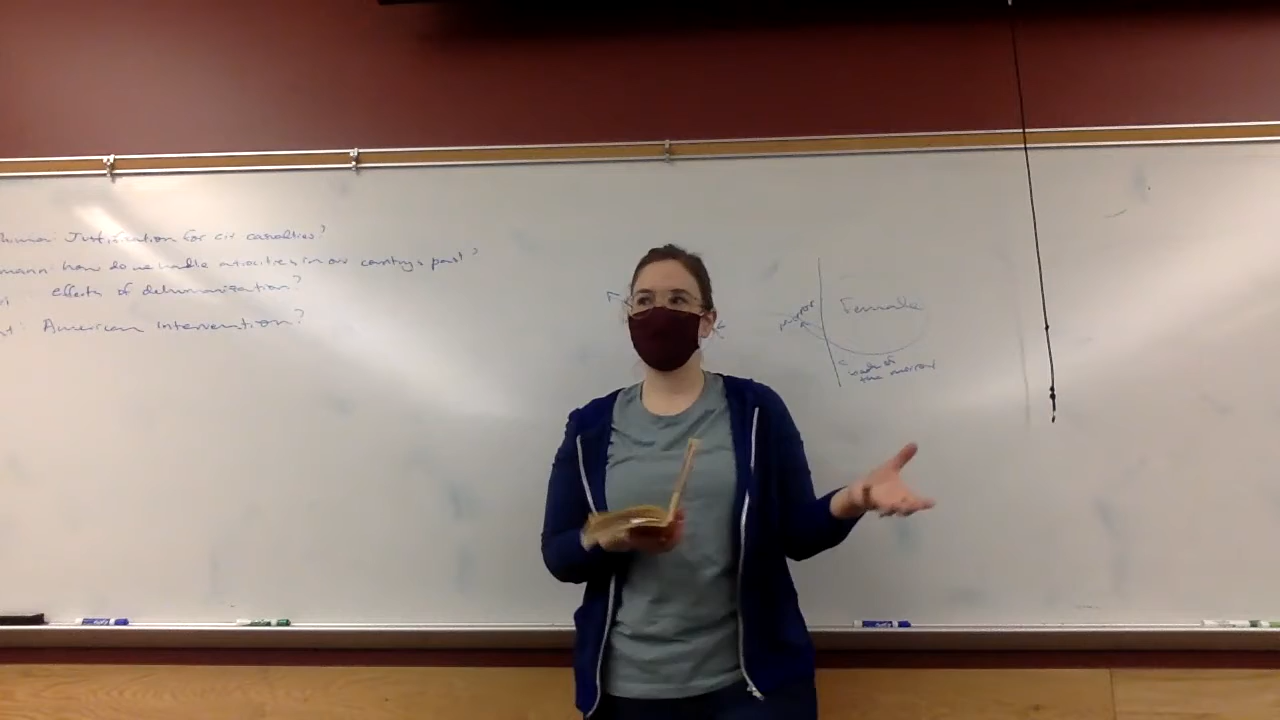 Justification for civ casualties?
how do we handle atrocities in our country's past?
effects of dehumanization?
American Intervention?
Female
mirror